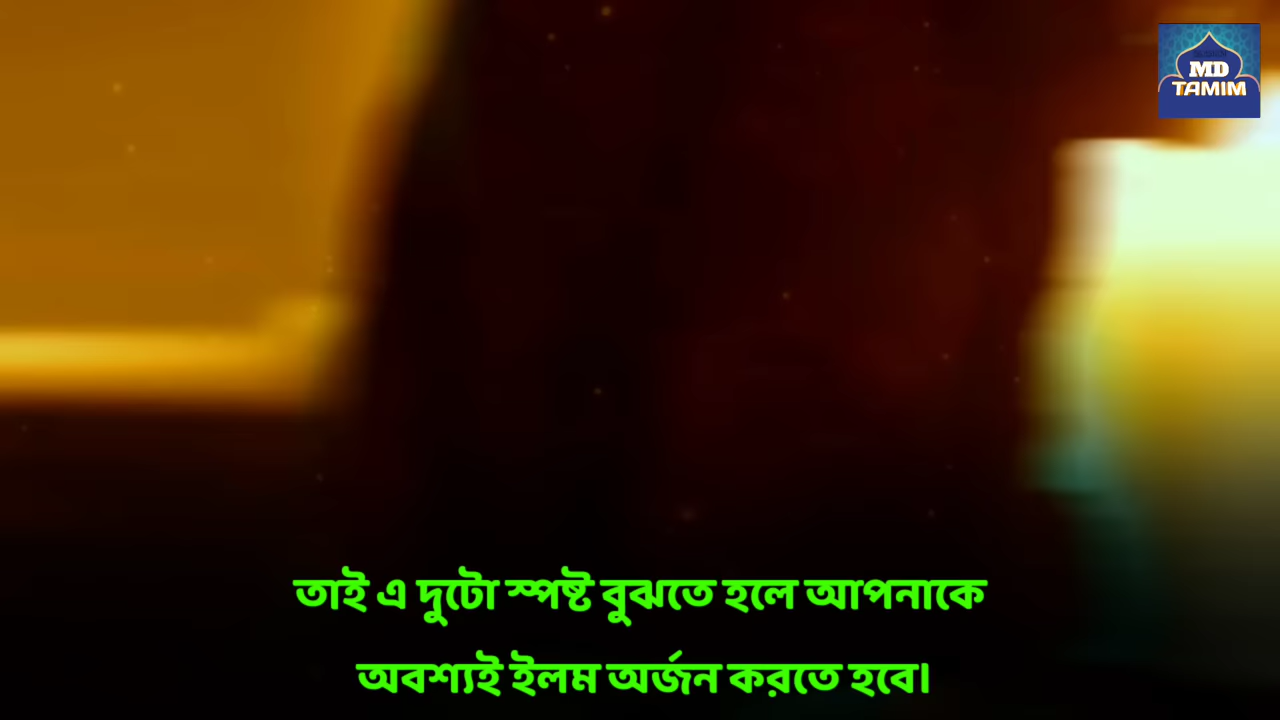 MD
TAMIM
তাই এ দুটো স্পষ্ট বুঝতে হলে আপনাকে
অবশ্যই ইলম অর্জন করতে হবে।